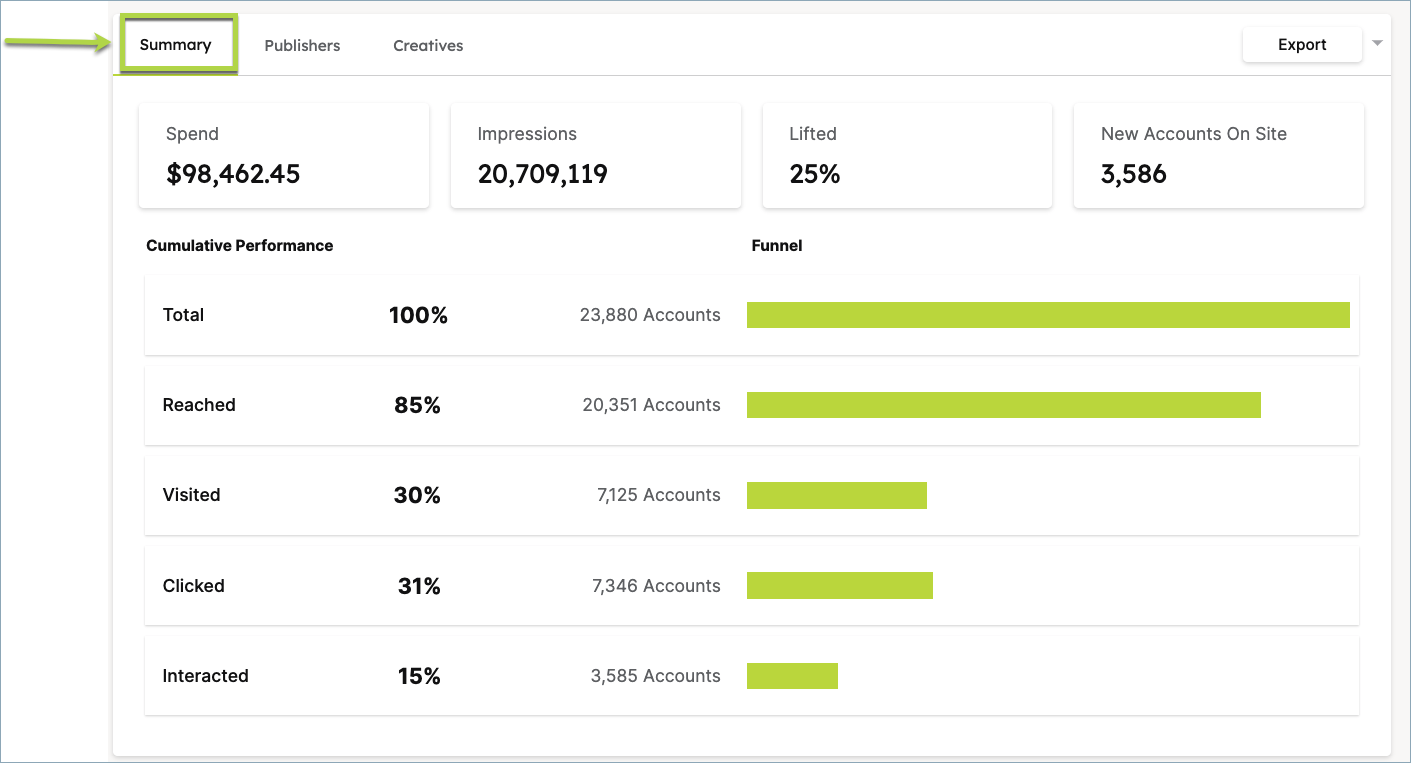 Summary Publishers Creatives Export
Spend Impressions Lifted New Accounts On Site
$98,462.45 20,709,119 25% 3,586
Cumulative Performance Funnel
Total 100% 23,880 Accounts
Reached 85% 20,351 Accounts
Visited 30% 7,125 Accounts
Clicked 31% 7,346 Accounts
Interacted 15% 3,585 Accounts